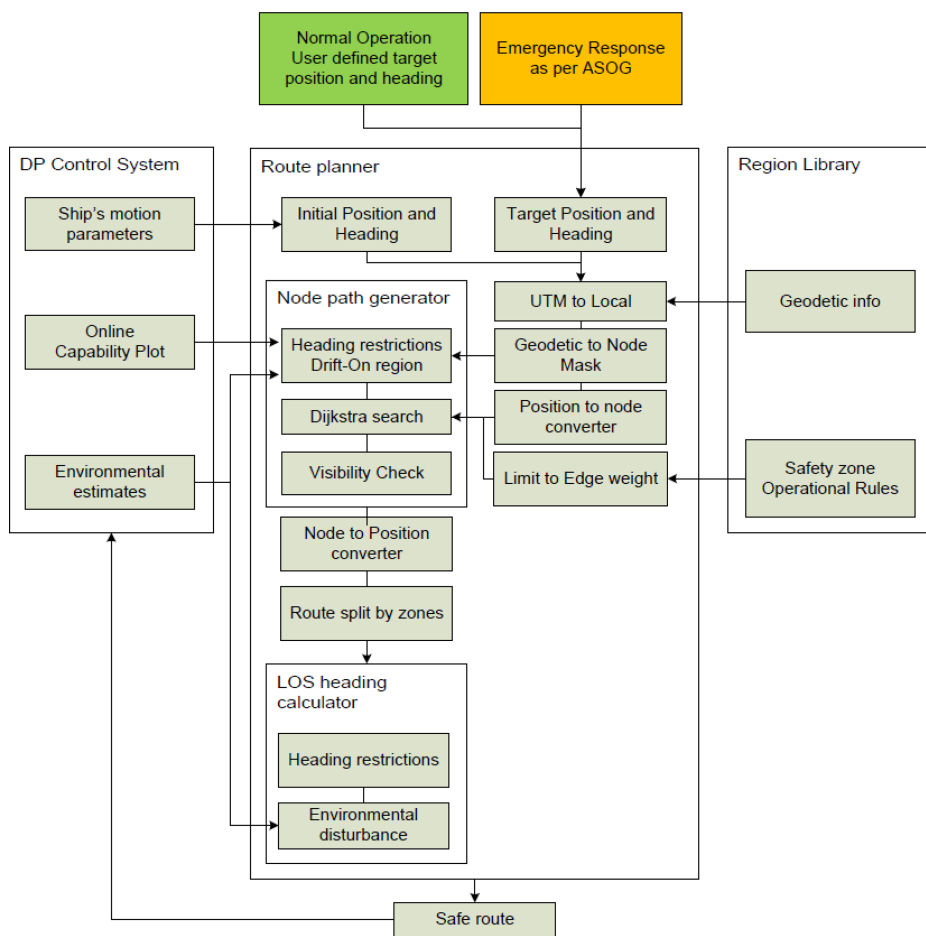 Normal Operation
User defined target
position and heading
Emergency Response
as per ASOG
DP Control System
Ship's motion
parameters
Online
Capability Plot
Environmental
estimates
Route planner
Initial Position and
Heading
Target Position and
Heading
Node path generator
Heading restrictions
Drift-On region
Dijkstra search
Visibility Check
UTM to Local
Geodetic to Node
Mask
Position to node
converter
Limit to Edge weight
Node to Position
converter
Route split by zones
LOS heading
calculator
Heading restrictions
Environmental
disturbance
Region Library
Geodetic info
Safety zone
Operational Rules
Safe route